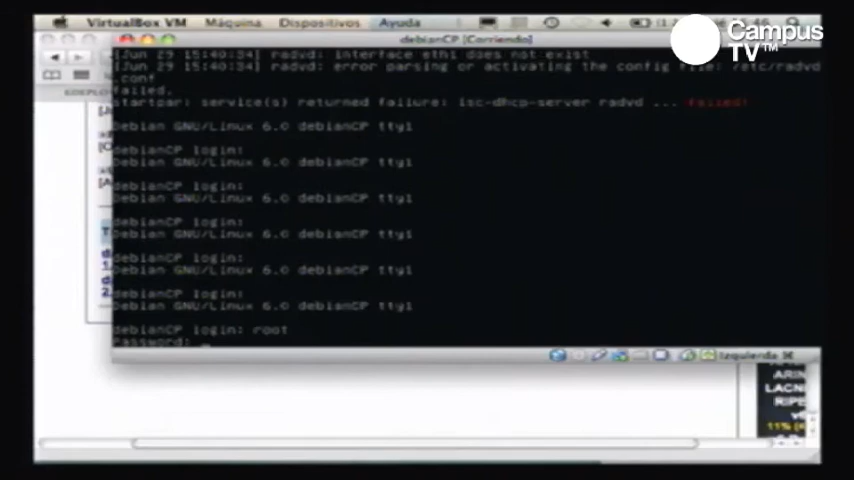 VirtualBox VM Máquina Dispositivos Ayuda
Campus
TV™
debianCP [Corriendo]
[Jun 29 15:40:34] radvd: interface eth1 does not exist
[Jun 29 15:40:34] radvd: error parsing or activating the config file: /etc/radvd
.conf
failed.
startpar: service(s) returned failure: isc-dhcp-server radvd ... failed!
Debian GNU/Linux 6.0 debianCP tty1
debianCP login:
Debian GNU/Linux 6.0 debianCP tty1
debianCP login:
Debian GNU/Linux 6.0 debianCP tty1
debianCP login:
Debian GNU/Linux 6.0 debianCP tty1
debianCP login:
Debian GNU/Linux 6.0 debianCP tty1
debianCP login:
Debian GNU/Linux 6.0 debianCP tty1
debianCP login: root
Password: _
Izquierda ⌘
ARIN
LACNI
RIPE